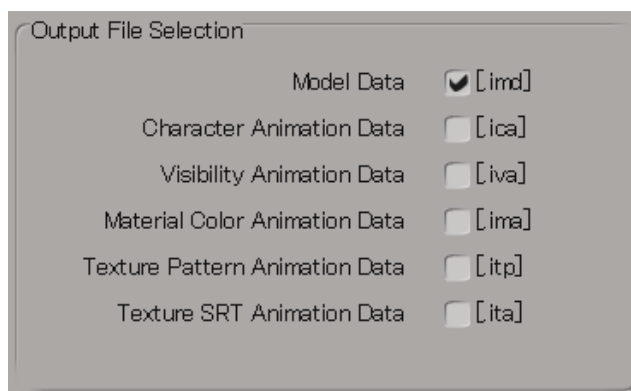 Output File Selection
Model Data [.imd]
Character Animation Data [.ica]
Visibility Animation Data [.iva]
Material Color Animation Data [.ima]
Texture Pattern Animation Data [.itp]
Texture SRT Animation Data [.ita]